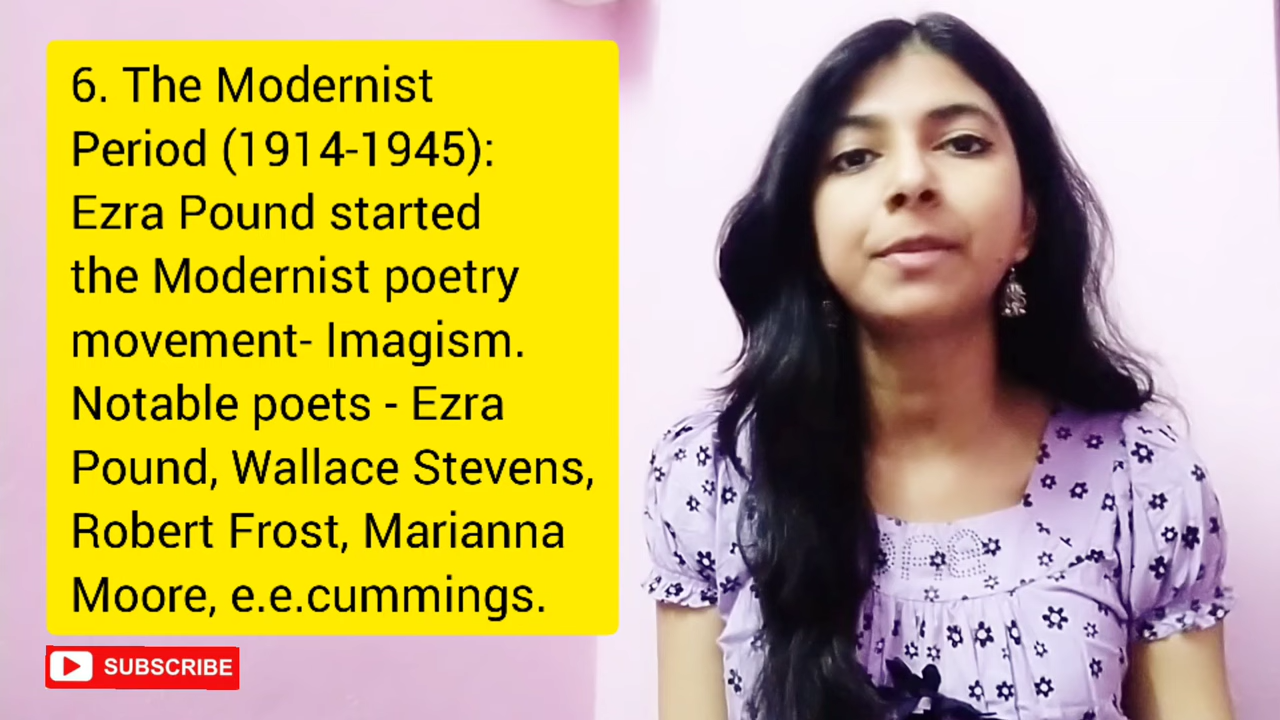 6. The Modernist
Period (1914-1945):
Ezra Pound started
the Modernist poetry
movement- Imagism.
Notable poets - Ezra
Pound, Wallace Stevens,
Robert Frost, Marianna
Moore, e.e.cummings.
SUBSCRIBE